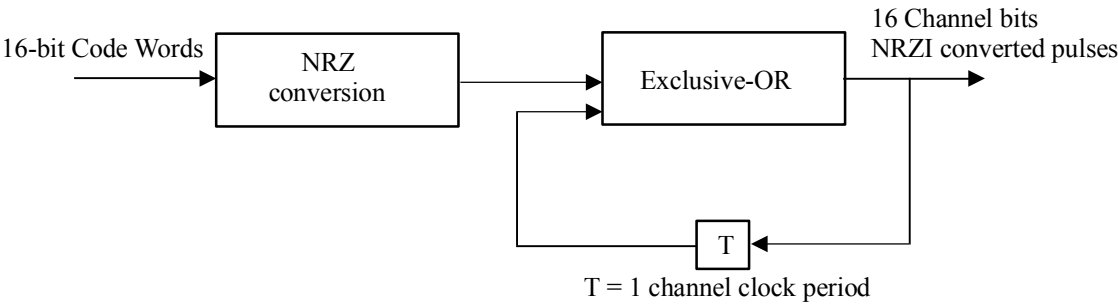 16-bit Code Words
NRZ
conversion
Exclusive-OR
16 Channel bits
NRZI converted pulses
T
T = 1 channel clock period